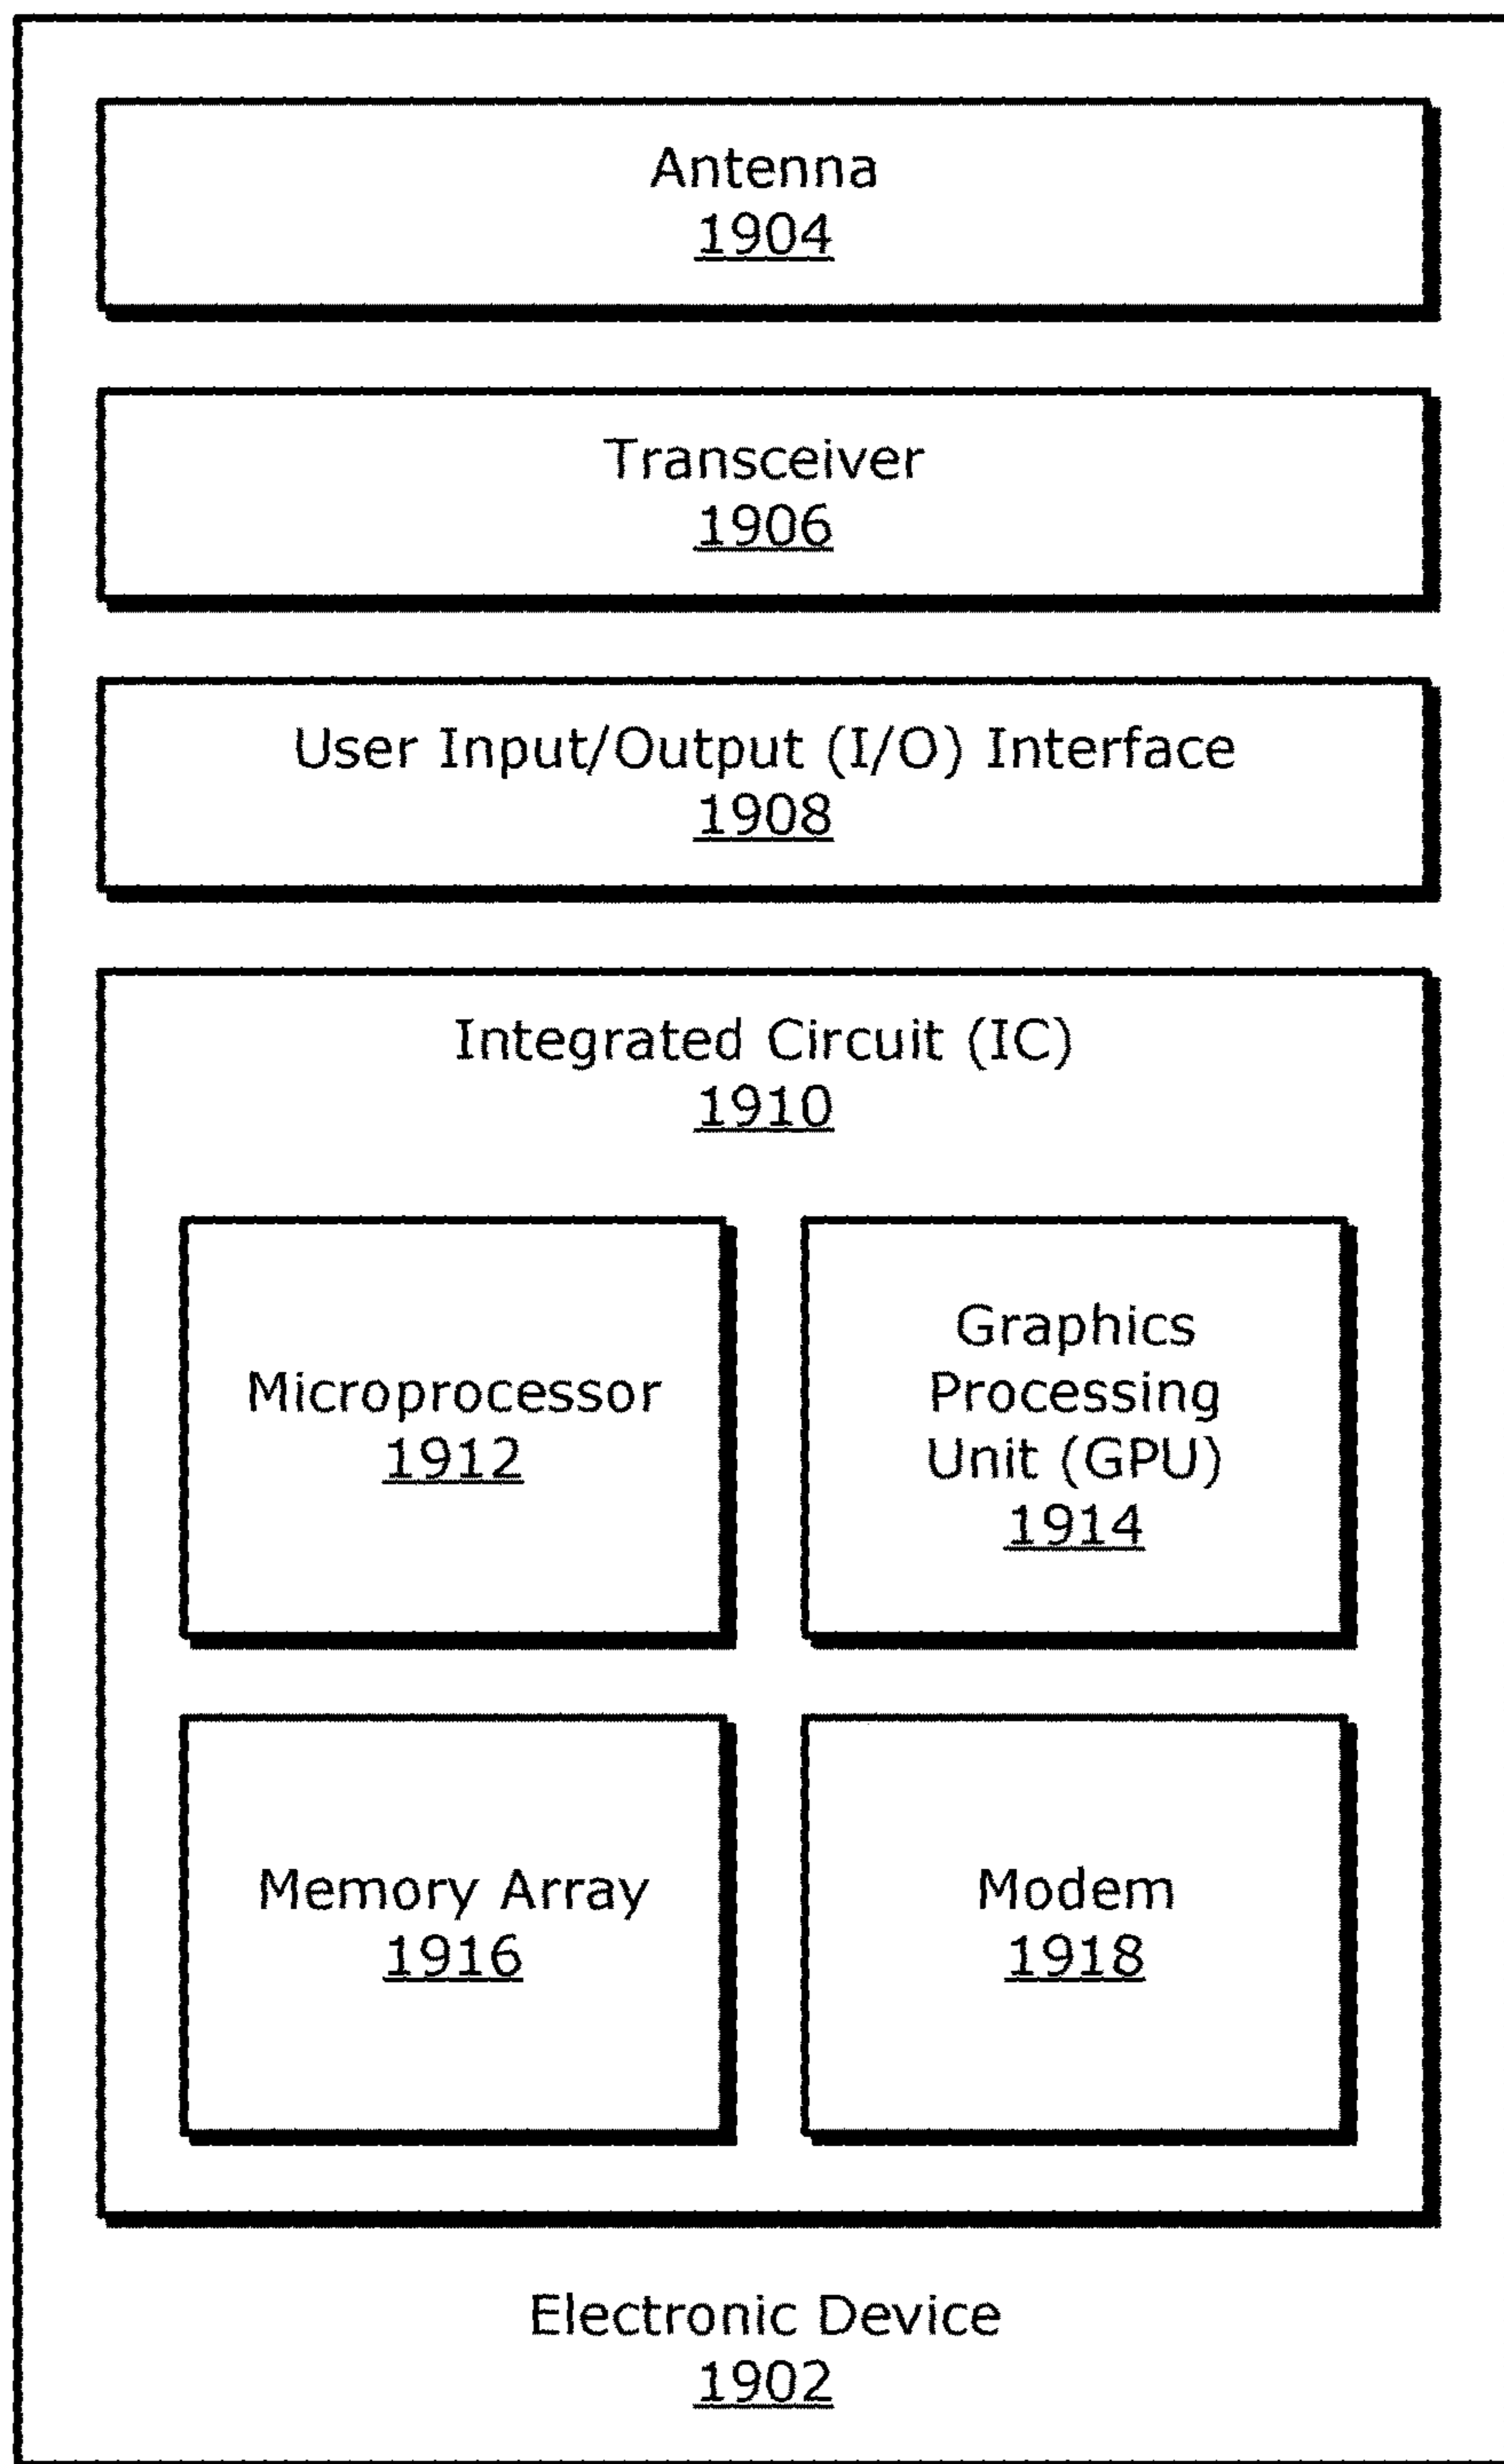 Antenna
1904
Transceiver
1906
User Input/Output (I/O) Interface
1908
Integrated Circuit (IC)
1910
Microprocessor
1912
Graphics
Processing
Unit (GPU)
1914
Memory Array
1916
Modem
1918
Electronic Device
1902